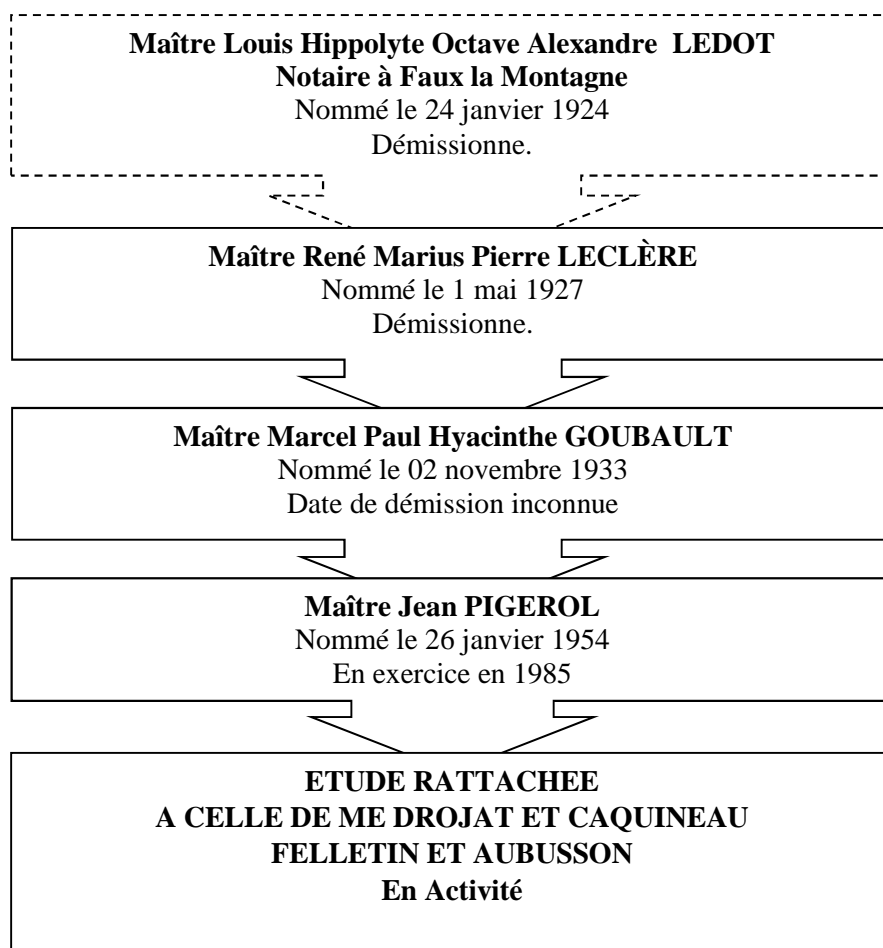 Maître Louis Hippolyte Octave Alexandre LEDOT
Notaire à Faux la Montagne
Nommé le 24 janvier 1924
Démissionne.
Maître René Marius Pierre LECLÈRE
Nommé le 1 mai 1927
Démissionne.
Maître Marcel Paul Hyacinthe GOUBAULT
Nommé le 02 novembre 1933
Date de démission inconnue
Maître Jean PIGEROL
Nommé le 26 janvier 1954
En exercice en 1985
ETUDE RATTACHEE
A CELLE DE ME DROJAT ET CAQUINEAU
FELLETIN ET AUBUSSON
En Activité